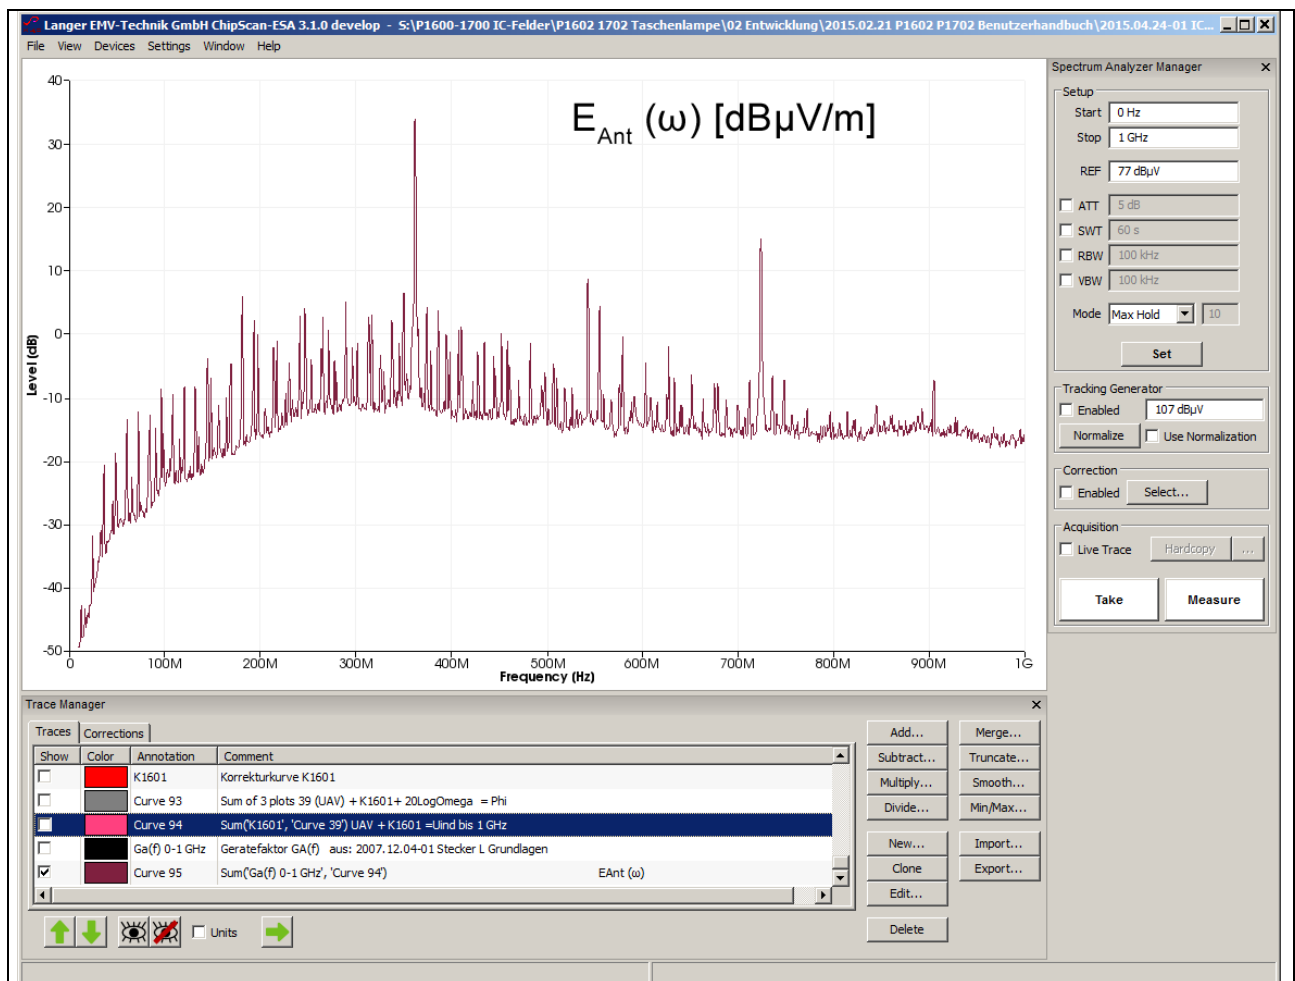 Langer EMV-Technik GmbH ChipScan-ESA 3.1.0 develop - S:\P1600-1700 IC-Felder\P1602 1702 Taschenlampe\02 Entwicklung\2015.02.21 P1602 P1702 Benutzerhandbuch\2015.04.24-01 IC...
File View Devices Settings Window Help
E_Ant (ω) [dBµV/m]
Level (dB)
40
30
20
10
0
-10
-20
-30
-40
-50
0 100M 200M 300M 400M 500M 600M 700M 800M 900M 1G
Frequency (Hz)
Spectrum Analyzer Manager
Setup
Start 0 Hz
Stop 1 GHz
REF 77 dBµV
ATT 5 dB
SWT 60 s
RBW 100 kHz
VBW 100 kHz
Mode Max Hold 10
Set
Tracking Generator
Enabled 107 dBµV
Normalize Use Normalization
Correction
Enabled Select...
Acquisition
Live Trace Hardcopy ...
Take Measure
Trace Manager
Traces Corrections
Show Color Annotation Comment
K1601 Korrekturkurve K1601
Curve 93 Sum of 3 plots 39 (UAV) + K1601+ 20LogOmega = Phi
Curve 94 Sum('K1601', 'Curve 39') UAV + K1601 =Uind bis 1 GHz
Ga(f) 0-1 GHz Geratefaktor GA(f) aus: 2007.12.04-01 Stecker L Grundlagen
Curve 95 Sum('Ga(f) 0-1 GHz', 'Curve 94') EAnt (ω)
Units
Add... Merge...
Subtract... Truncate...
Multiply... Smooth...
Divide... Min/Max...
New... Import...
Clone Export...
Edit...
Delete